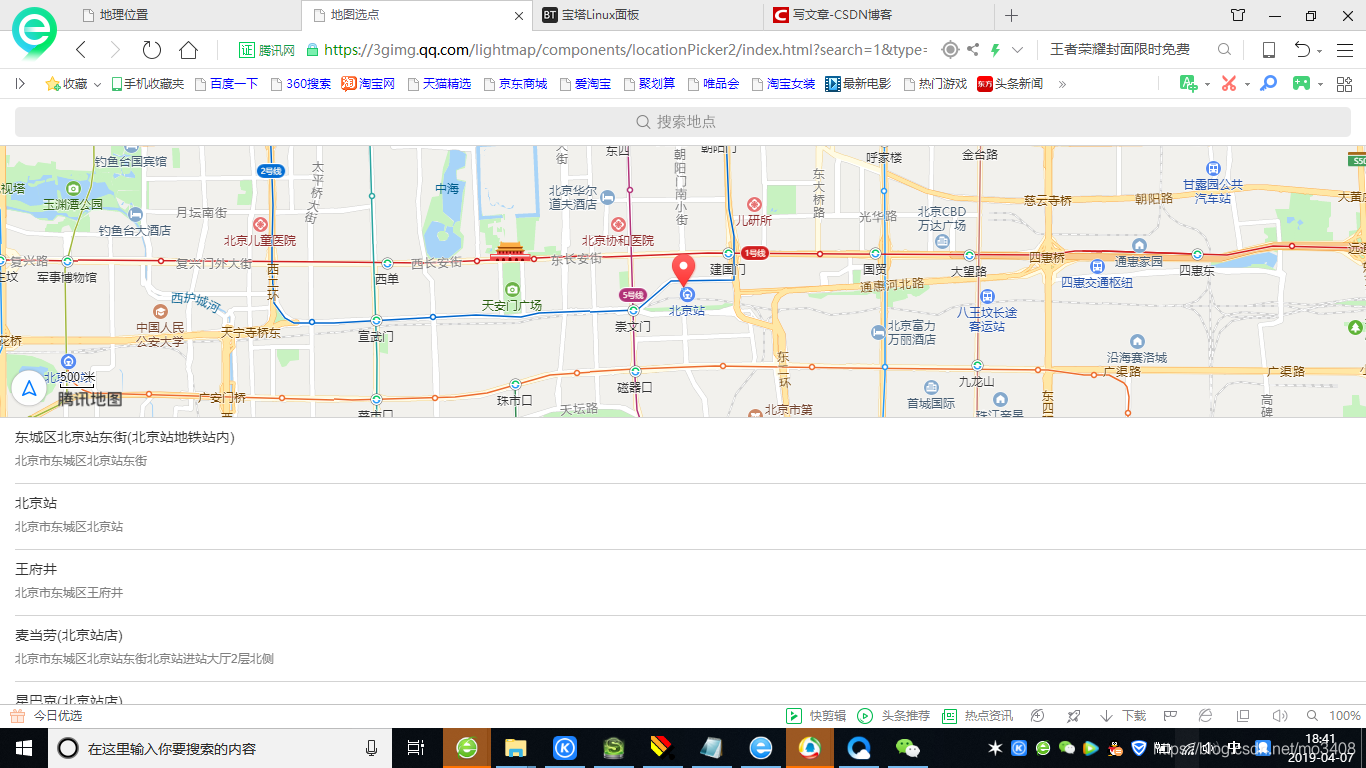 地理位置 地图选点 宝塔Linux面板 写文章-CSDN博客
证 腾讯网 https://3gimg.qq.com/lightmap/components/locationPicker2/index.html?search=1&type= 王者荣耀封面限时免费
收藏 手机收藏夹 百度一下 360搜索 淘宝网 天猫精选 京东商城 爱淘宝 聚划算 唯品会 淘宝女装 最新电影 热门游戏 头条新闻
搜索地点
钓鱼台国宾馆
2号线
太平桥大街
东四
朝阳门南小街
呼家楼
金台路
玉渊潭公园
中海
北京华尔道夫酒店
东大桥路
甘露园公共汽车站
月坛南街
钓鱼台大酒店
儿研所
光华路
北京CBD万达广场
慈云寺桥
朝阳路
北京儿童医院
北京协和医院
复兴路
军事博物馆
复兴门外大街
西二环
西单
西长安街
东长安街
建国门
1号线
国贸
大望路
四惠桥
通惠家园
四惠东
四惠交通枢纽
西护城河
天安门广场
5号线
北京站
通惠河北路
八王坟长途客运站
中国人民公安大学
天宁寺桥东
宣武门
崇文门
北京富力万丽酒店
东二环
沿海赛洛城
500米
腾讯地图
广安门桥
珠市口
磁器口
天坛路
北京市第
九龙山
首域国际
广渠路
广渠路
东城区北京站东街(北京站地铁站内)
北京市东城区北京站东街
北京站
北京市东城区北京站
王府井
北京市东城区王府井
麦当劳(北京站店)
北京市东城区北京站东街北京站进站大厅2层北侧
星巴克(北京站店)
今日优选 快剪辑 头条推荐 热点资讯 下载 100%
在这里输入你要搜索的内容
18:41
2019-04-07
https://blog.csdn.net/mo3408